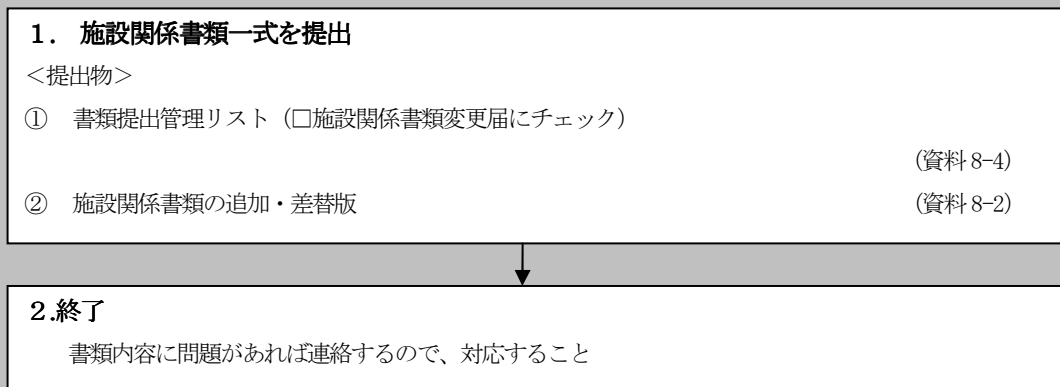 １． 施設関係書類一式を提出
＜提出物＞
① 書類提出管理リスト（□施設関係書類変更届にチェック）
（資料 8-4）
② 施設関係書類の追加・差替版 （資料 8-2）
２.終了
書類内容に問題があれば連絡するので、対応すること